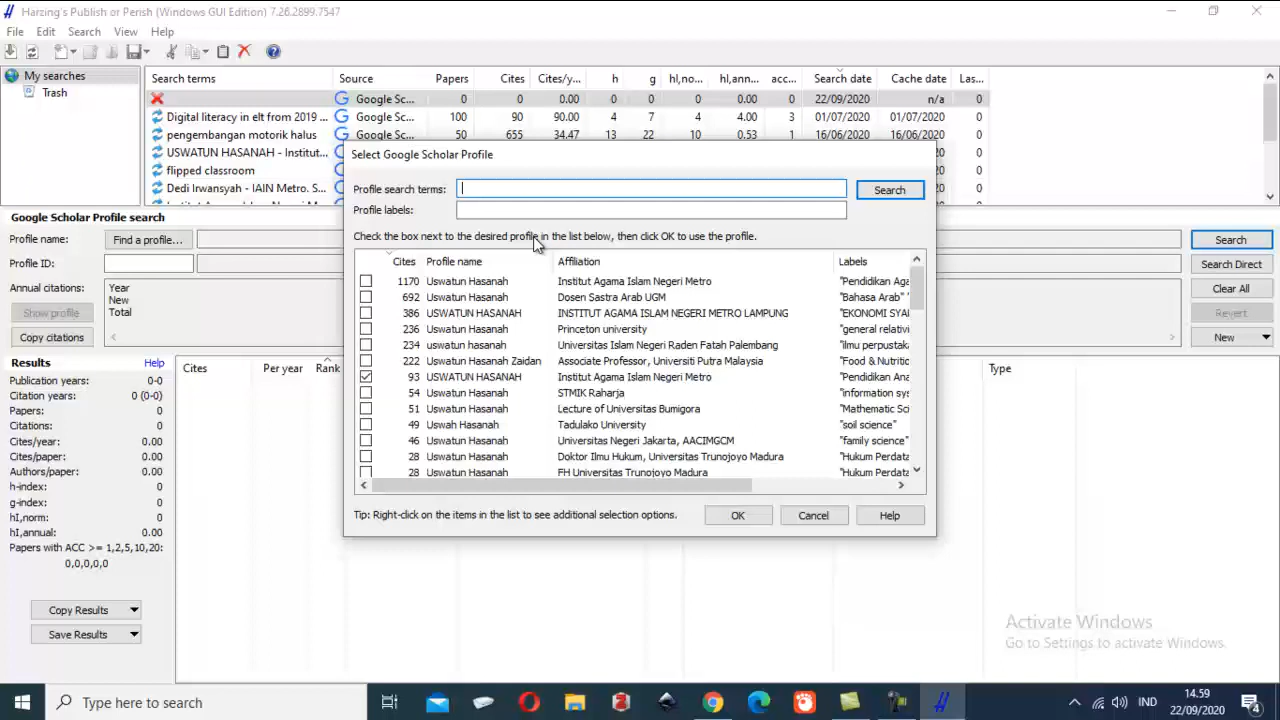 Harzing's Publish or Perish (Windows GUI Edition) 7.26.2899.7547
File Edit Search View Help
My searches
Trash
Search terms Source Papers Cites Cites/y... h g hI,no... hI,ann... acc... Search date Cache date Las...
Google Sc... 0 0 0.00 0 0 0 0.00 0 22/09/2020 n/a 0
Digital literacy in elt from 2019 ... Google Sc... 100 90 90.00 4 7 4 4.00 3 01/07/2020 01/07/2020 0
pengembangan motorik halus Google Sc... 50 655 34.47 13 22 10 0.53 1 16/06/2020 16/06/2020 0
USWATUN HASANAH - Institut... 0
flipped classroom 0
Dedi Irwansyah - IAIN Metro. S... 0
Google Scholar Profile search
Profile name: Find a profile... Search
Profile ID: Search Direct
Annual citations: Year Clear All
New
Total
Show profile Revert
Copy citations New
Select Google Scholar Profile
Profile search terms: Search
Profile labels:
Check the box next to the desired profile in the list below, then click OK to use the profile.
Cites Profile name Affiliation Labels
1170 Uswatun Hasanah Institut Agama Islam Negeri Metro "Pendidikan Aga
692 Uswatun Hasanah Dosen Sastra Arab UGM "Bahasa Arab" "
386 USWATUN HASANAH INSTITUT AGAMA ISLAM NEGERI METRO LAMPUNG "EKONOMI SYA
236 Uswatun Hasanah Princeton university "general relativi
234 uswatun hasanah Universitas Islam Negeri Raden Fatah Palembang "ilmu perpustaka
222 uswatun Hasanah Zaidan Associate Professor, Universiti Putra Malaysia "Food & Nutritio
93 USWATUN HASANAH Institut Agama Islam Negeri Metro "Pendidikan Ana
54 Uswatun Hasanah STMIK Raharja "information sys
51 Uswatun Hasanah Lecture of Universitas Bumigora "Mathematic Sci
49 Uswah Hasanah Tadulako University "soil science"
46 Uswatun Hasanah Universitas Negeri Jakarta, AACIMGCM "family science"
28 Uswatun Hasanah Doktor Ilmu Hukum, Universitas Trunojoyo Madura "Hukum Perdata
28 Uswatun Hasanah FH Universitas Trunojoyo Madura "Hukum Perdata
Tip: Right-click on the items in the list to see additional selection options. OK Cancel Help
Results Help
Publication years: 0-0
Citation years: 0 (0-0)
Papers: 0
Citations: 0
Cites/year: 0.00
Cites/paper: 0.00
Authors/paper: 0.00
h-index: 0
g-index: 0
hI,norm: 0
hI,annual: 0.00
Papers with ACC >= 1,2,5,10,20:
0,0,0,0,0
Copy Results
Save Results
Cites Per year Rank Type
Activate Windows
Go to Settings to activate Windows.
Type here to search
IND
14.59
22/09/2020
4